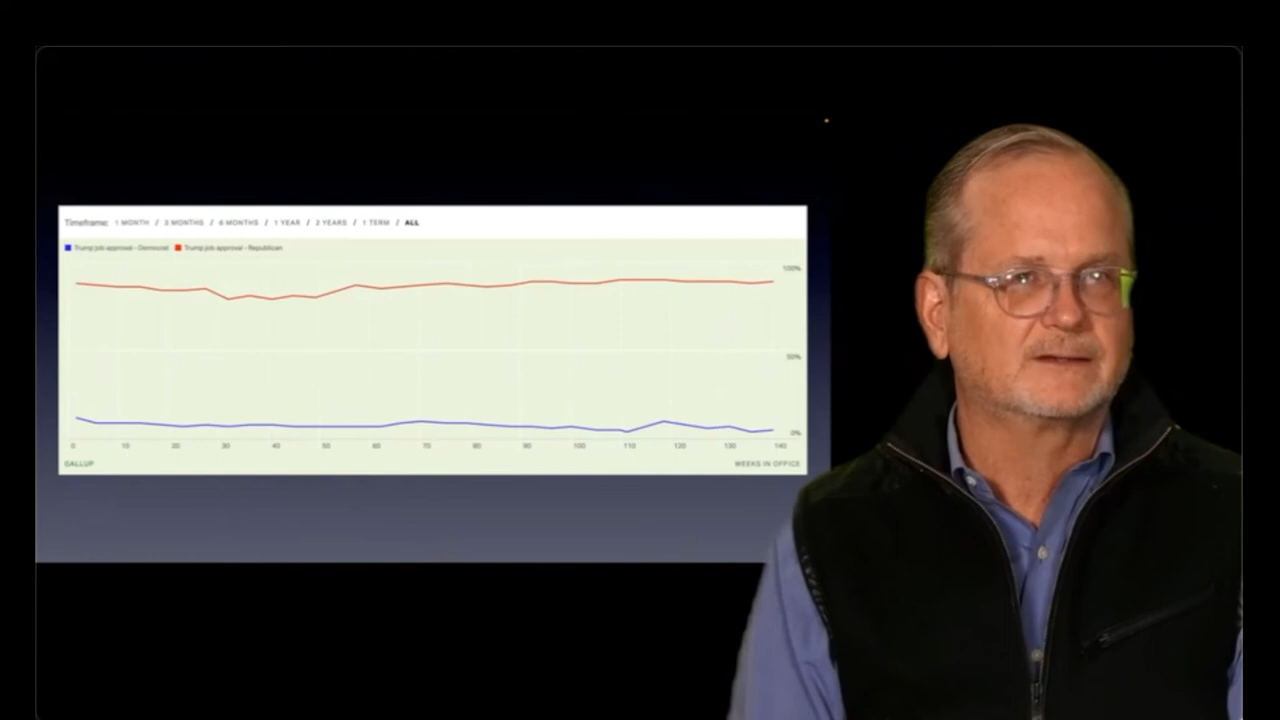 Timeframe: 1 MONTH / 3 MONTHS / 6 MONTHS / 1 YEAR / 2 YEARS / 1 TERM / ALL
Trump job approval - Democrat Trump job approval - Republican
100%
50%
0%
0 10 20 30 40 50 60 70 80 90 100 110 120 130 140
GALLUP WEEKS IN OFFICE